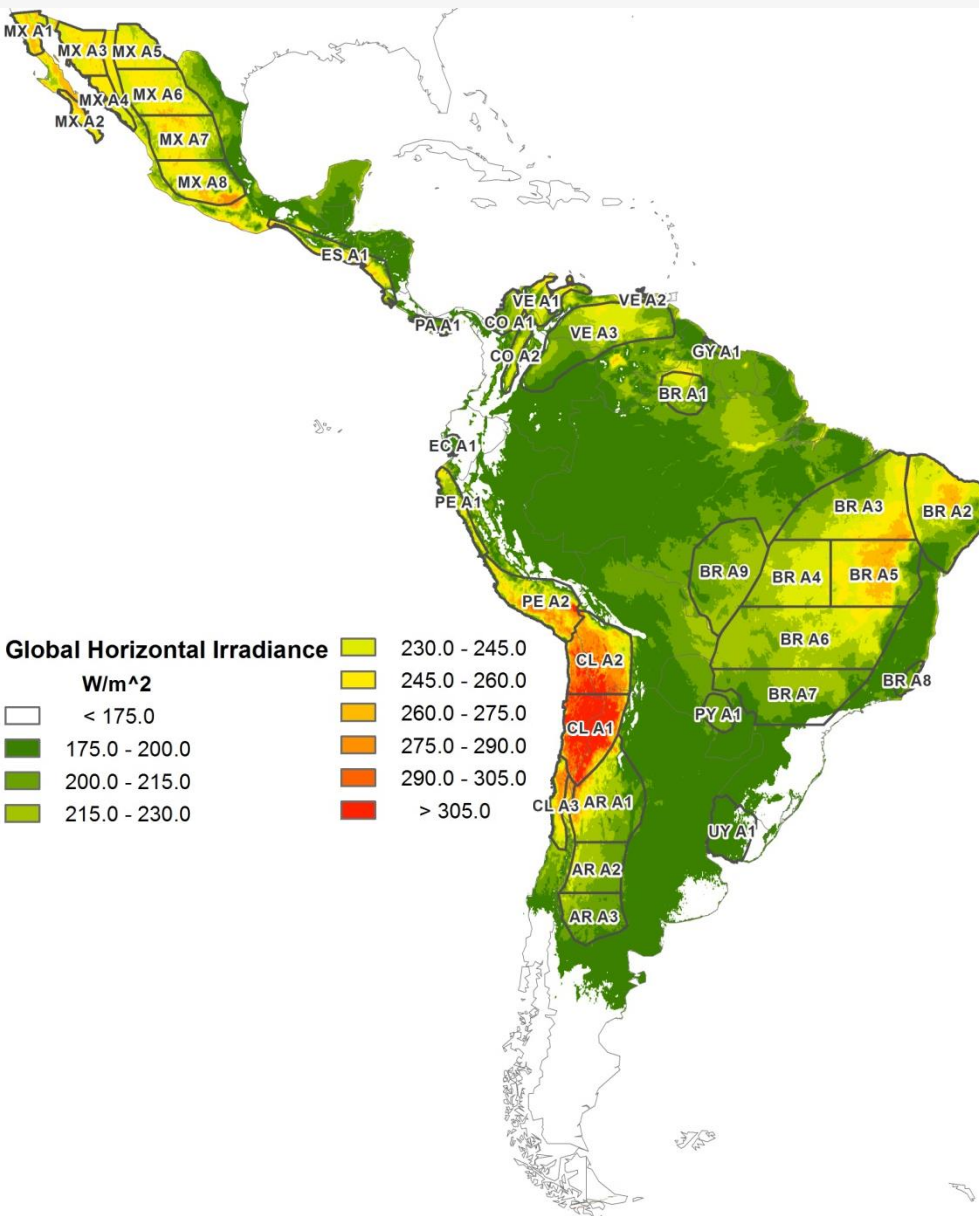 MX A1
MX A3 MX A5
MX A4 MX A6
MX A2
MX A7
MX A8
ES A1
PA A1
VE A1 VE A2
CO A1
VE A3
CO A2
GY A1
BR A1
EC A1
PE A1
BR A3
BR A2
BR A9 BR A4 BR A5
PE A2
BR A6
CL A2
BR A8
BR A7
PY A1
CL A1
CL A3 AR A1
UY A1
AR A2
AR A3
Global Horizontal Irradiance
W/m^2
< 175.0
175.0 - 200.0
200.0 - 215.0
215.0 - 230.0
230.0 - 245.0
245.0 - 260.0
260.0 - 275.0
275.0 - 290.0
290.0 - 305.0
> 305.0